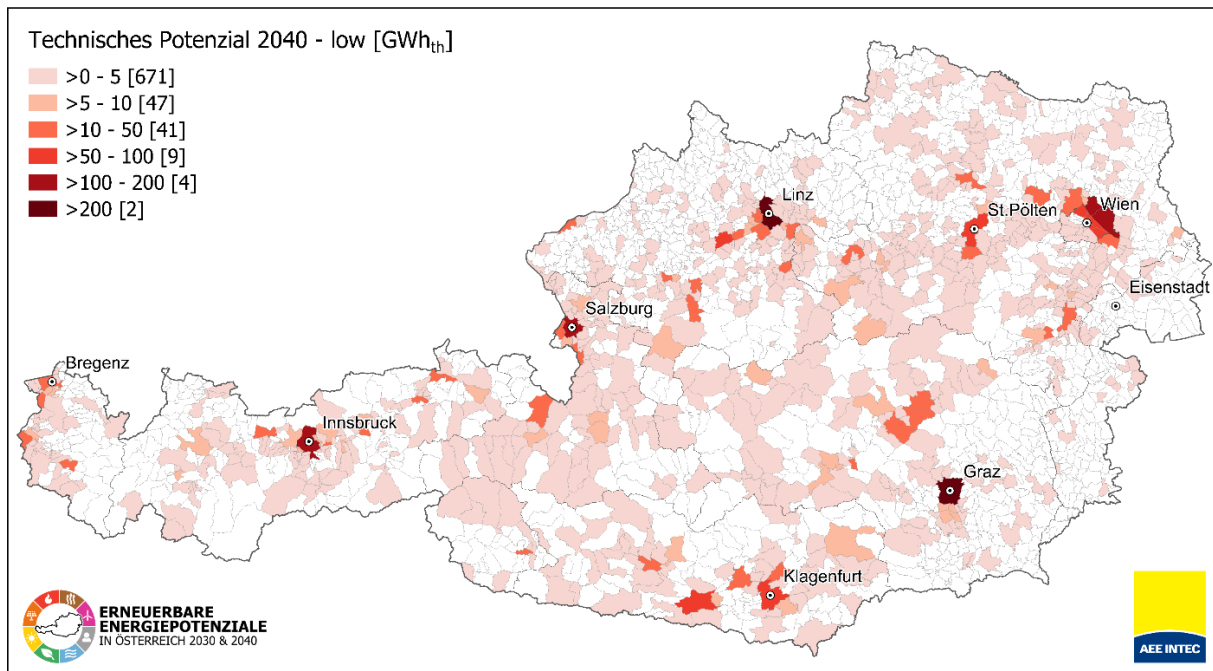 Technisches Potenzial 2040 - low [GWhth]
>0 - 5 [671]
>5 - 10 [47]
>10 - 50 [41]
>50 - 100 [9]
>100 - 200 [4]
>200 [2]
Linz
St.Pölten
Wien
Eisenstadt
Salzburg
Bregenz
Innsbruck
Graz
Klagenfurt
ERNEUERBARE
ENERGIEPOTENZIALE
IN ÖSTERREICH 2030 & 2040
AEE INTEC